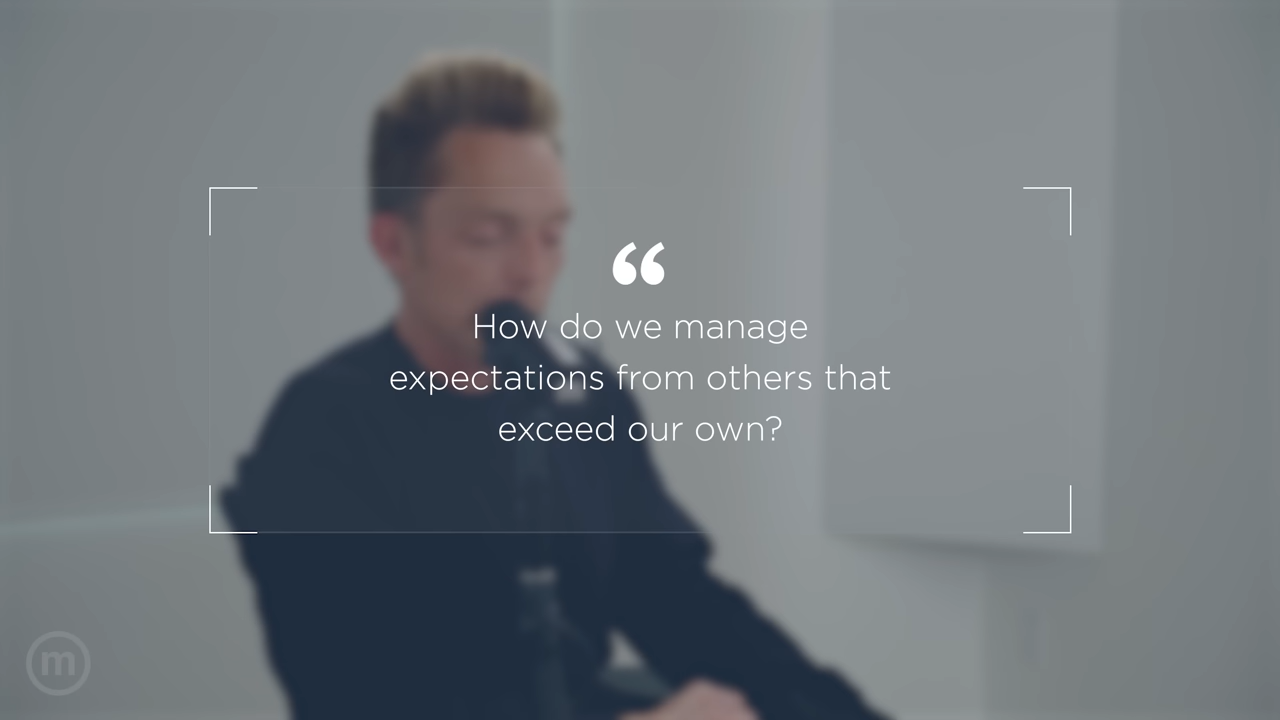 “
How do we manage
expectations from others that
exceed our own?
m